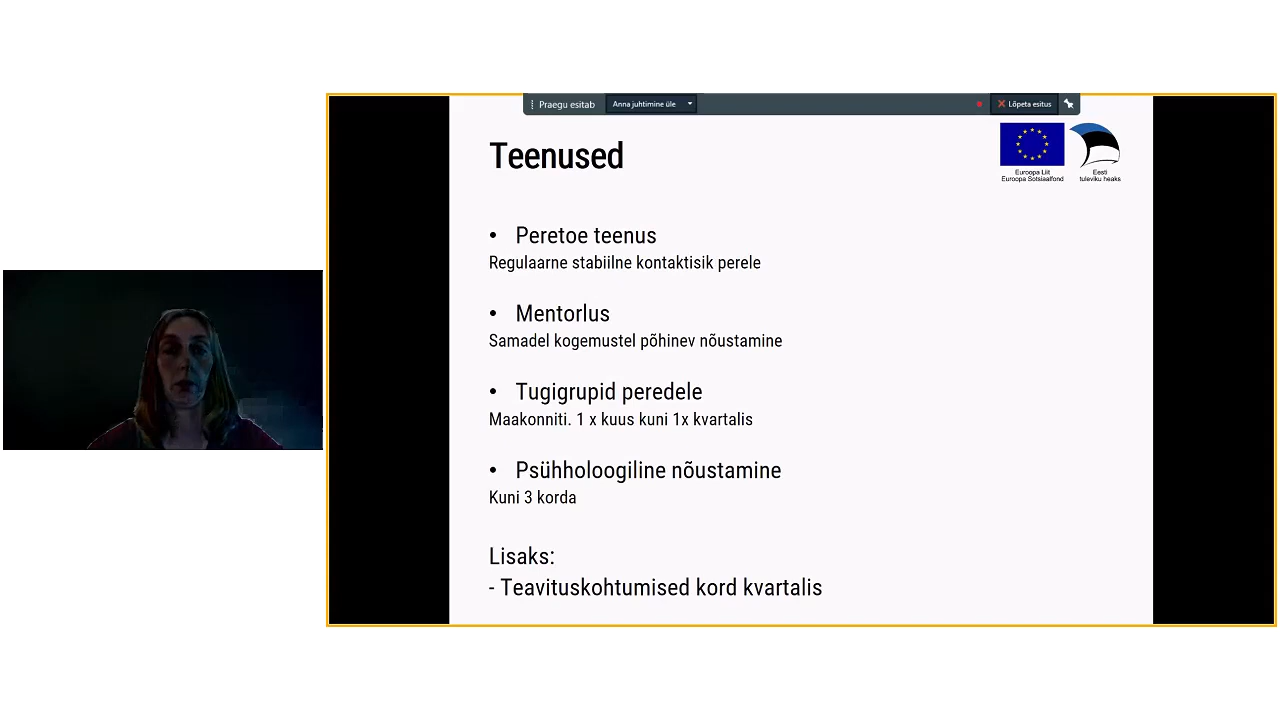 Praegu esitab
Anna juhtimine üle
Lõpeta esitus
Teenused
Euroopa Liit
Euroopa Sotsiaalfond
Eesti
tuleviku heaks
• Peretoe teenus
Regulaarne stabiilne kontaktisik perele
• Mentorlus
Samadel kogemustel põhinev nõustamine
• Tugigrupid peredele
Maakonniti. 1 x kuus kuni 1x kvartalis
• Psühholoogiline nõustamine
Kuni 3 korda
Lisaks:
- Teavituskohtumised kord kvartalis